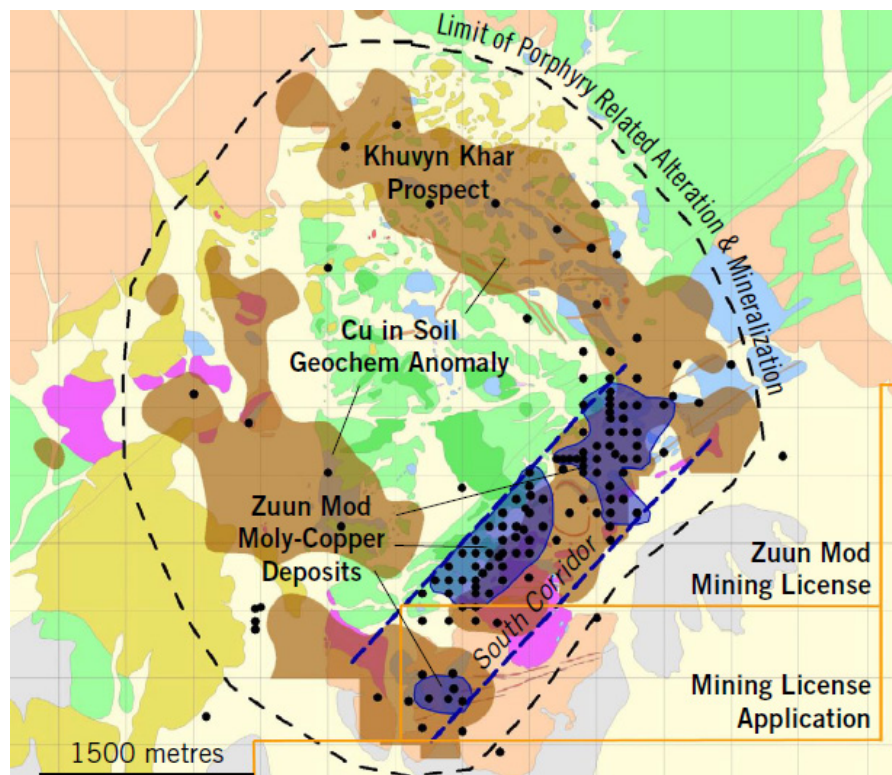 Limit of Porphyry Related Alteration & Mineralization
Khuvyn Khar
Prospect
Cu in Soil
Geochem Anomaly
Zuun Mod
Moly-Copper
Deposits
South Corridor
Zuun Mod
Mining License
Mining License
Application
1500 metres